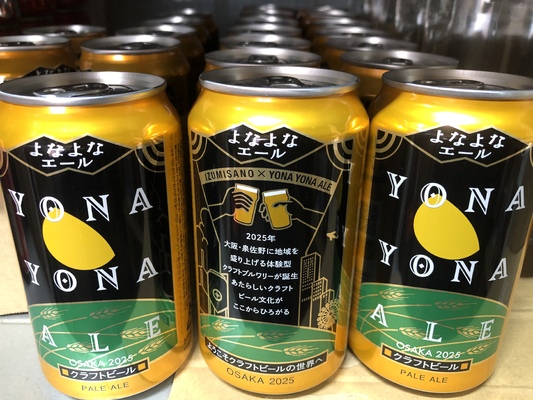 よなよな
エール
YONA
YONA
ALE
OSAKA 2025
クラフトビール
PALE ALE
よなよな
エール
IZUMISANO × YONA YONA ALE
2025年
大阪・泉佐野に地域を
盛り上げる体験型
クラフトブルワリーが誕生
あたらしいクラフト
ビール文化が
ここからひろがる
ようこそクラフトビールの世界へ
OSAKA 2025
よなよな
エール
YONA
YONA
ALE
OSAKA 2025
クラフトビール
PALE ALE